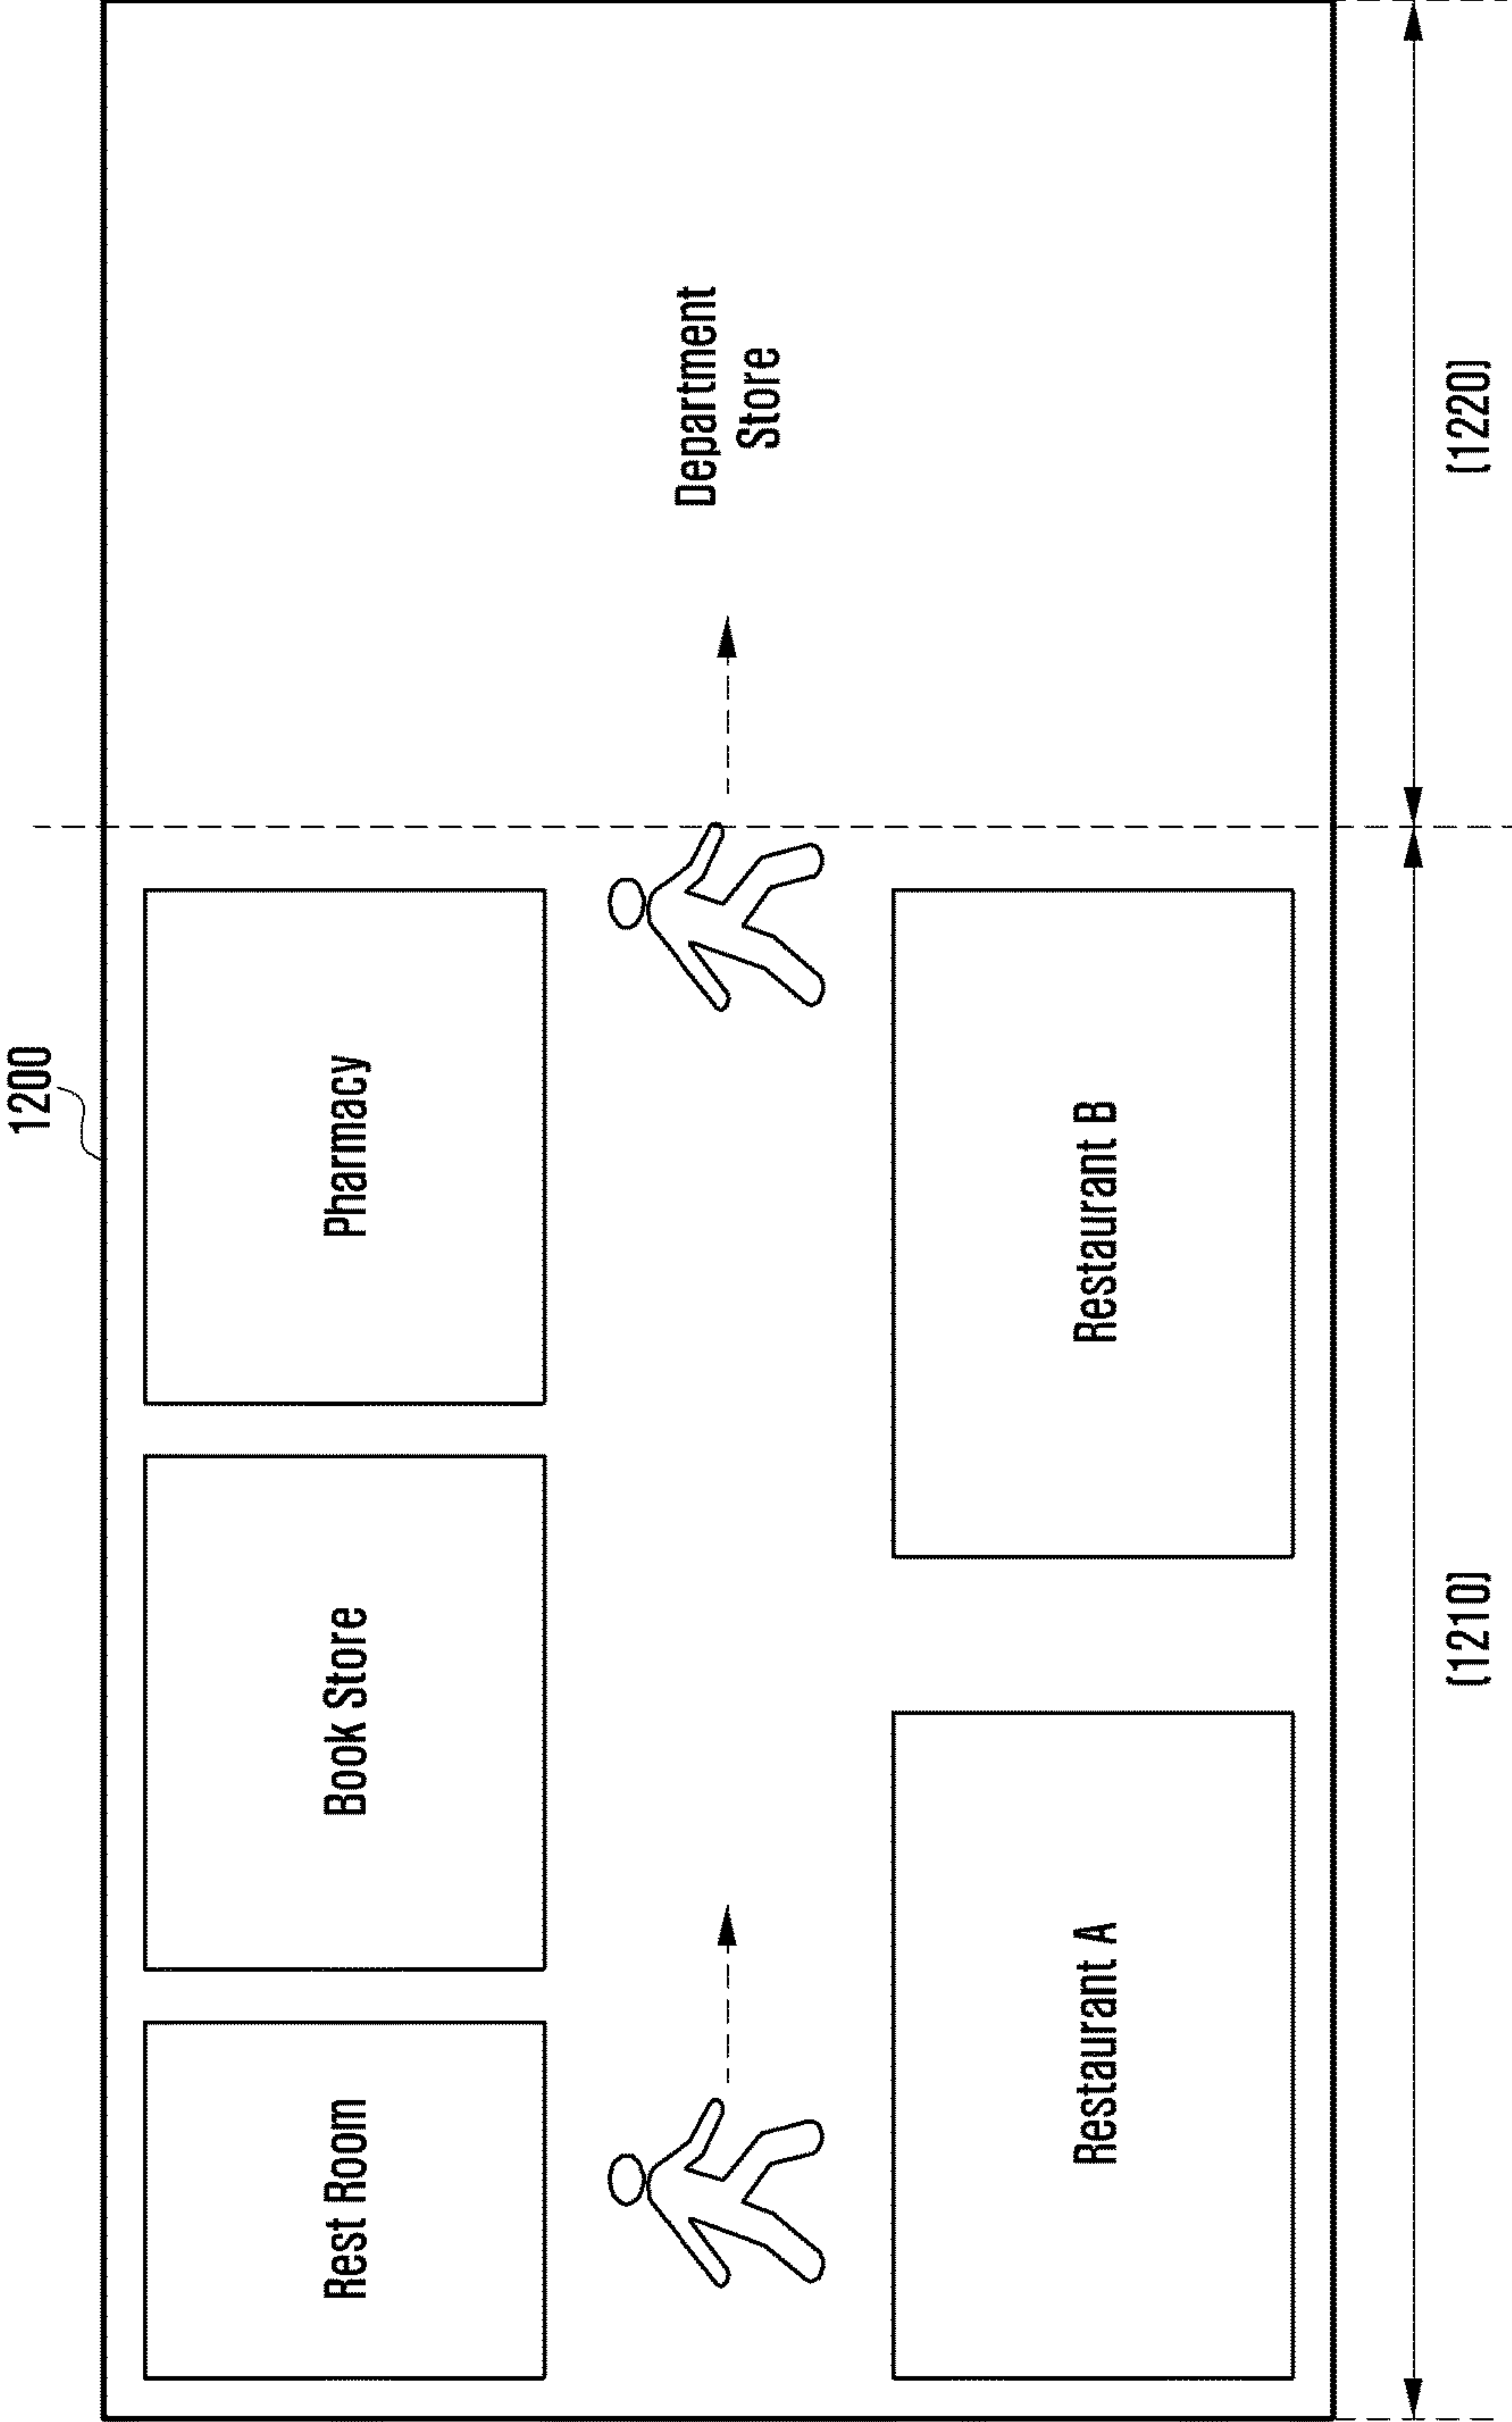 1200
Rest Room
Book Store
Pharmacy
Department
Store
Restaurant A
Restaurant B
(1210)
(1220)